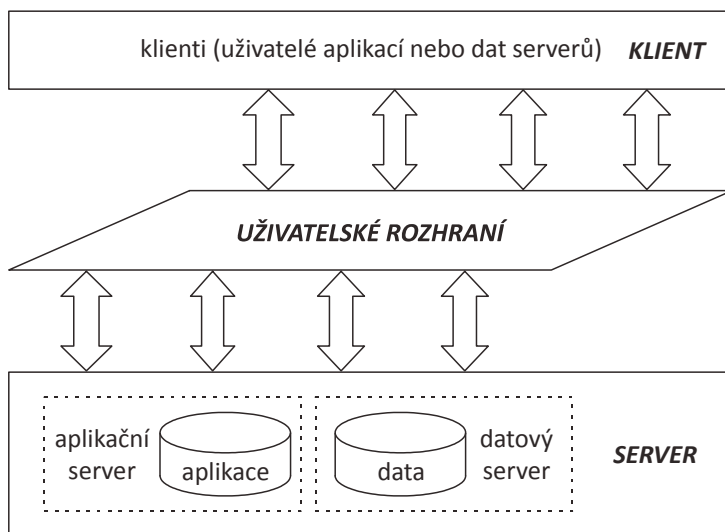 klienti (uživatelé aplikací nebo dat serverů) KLIENT
UŽIVATELSKÉ ROZHRANÍ
aplikační
server
aplikace
data
datový
server
SERVER